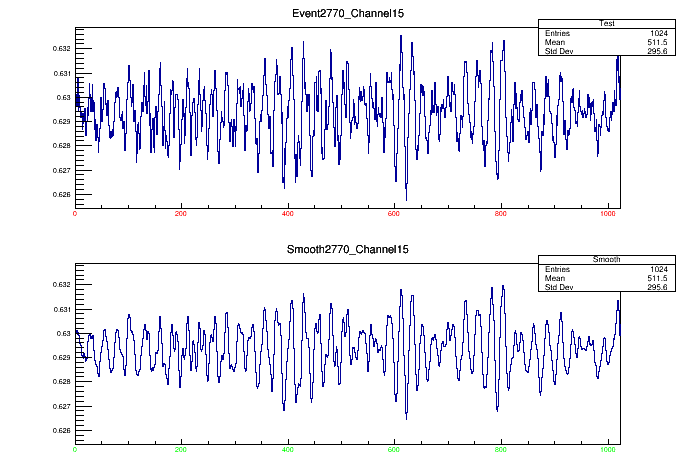 Event2770_Channel15
Test
Entries 1024
Mean 511.5
Std Dev 295.6
0.632
0.631
0.63
0.629
0.628
0.627
0.626
0 200 400 600 800 1000
Smooth2770_Channel15
Smooth
Entries 1024
Mean 511.5
Std Dev 295.6
0.632
0.631
0.63
0.629
0.628
0.627
0.626
0 200 400 600 800 1000